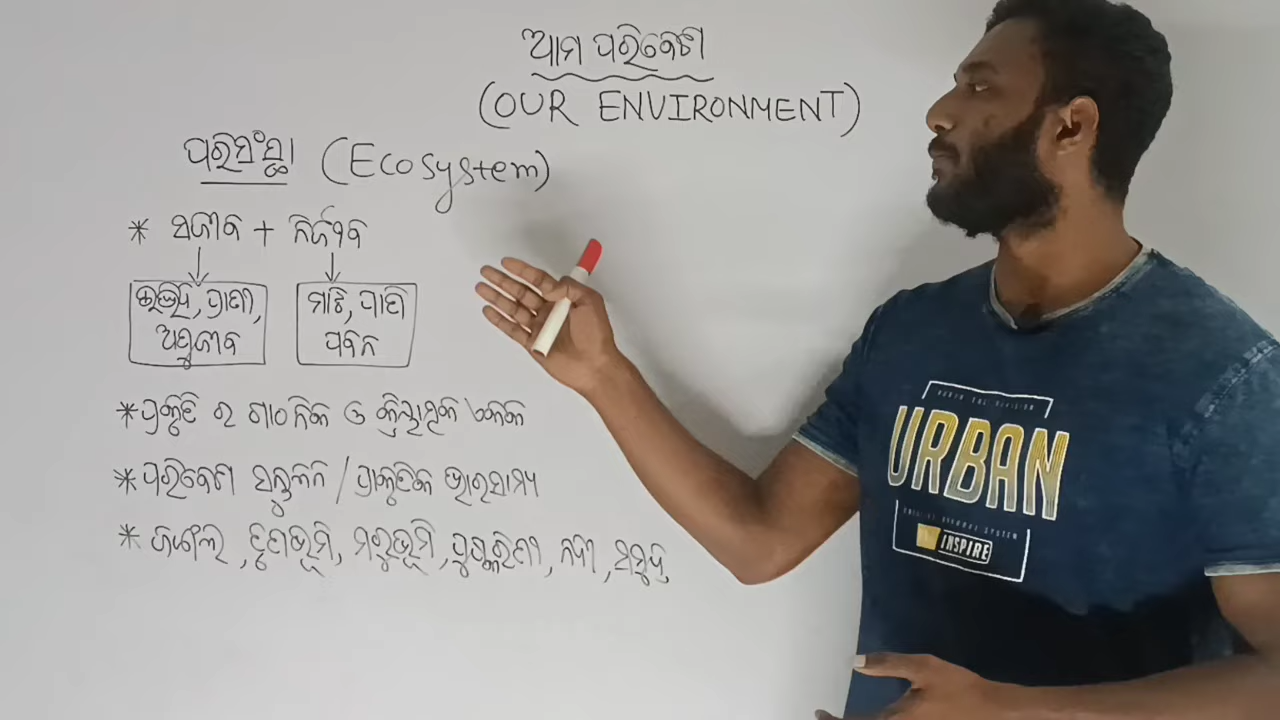 ଆମ ପରିବେଶ
(OUR ENVIRONMENT)
ପରିସଂସ୍ଥା (Ecosystem)
* ସଜୀବ + ନିର୍ଜୀବ
ଉଦ୍ଭିଦ, ପ୍ରାଣୀ, ମାଟି, ପାଣି
ଅଣୁଜୀବ ପବନ
* ପ୍ରକୃତି ର ଗାଠନିକ ଓ କ୍ରିୟାତ୍ମକ ଏକକ
* ପରିବେଶ ସନ୍ତୁଳନ / ପ୍ରାକୃତିକ ଭାରସାମ୍ୟ
* ଜଙ୍ଗଲ, ତୃଣଭୂମି, ମରୁଭୂମି, ପୁଷ୍କରିଣୀ, ନଦୀ, ସମୁଦ୍ର
URBAN
INSPIRE